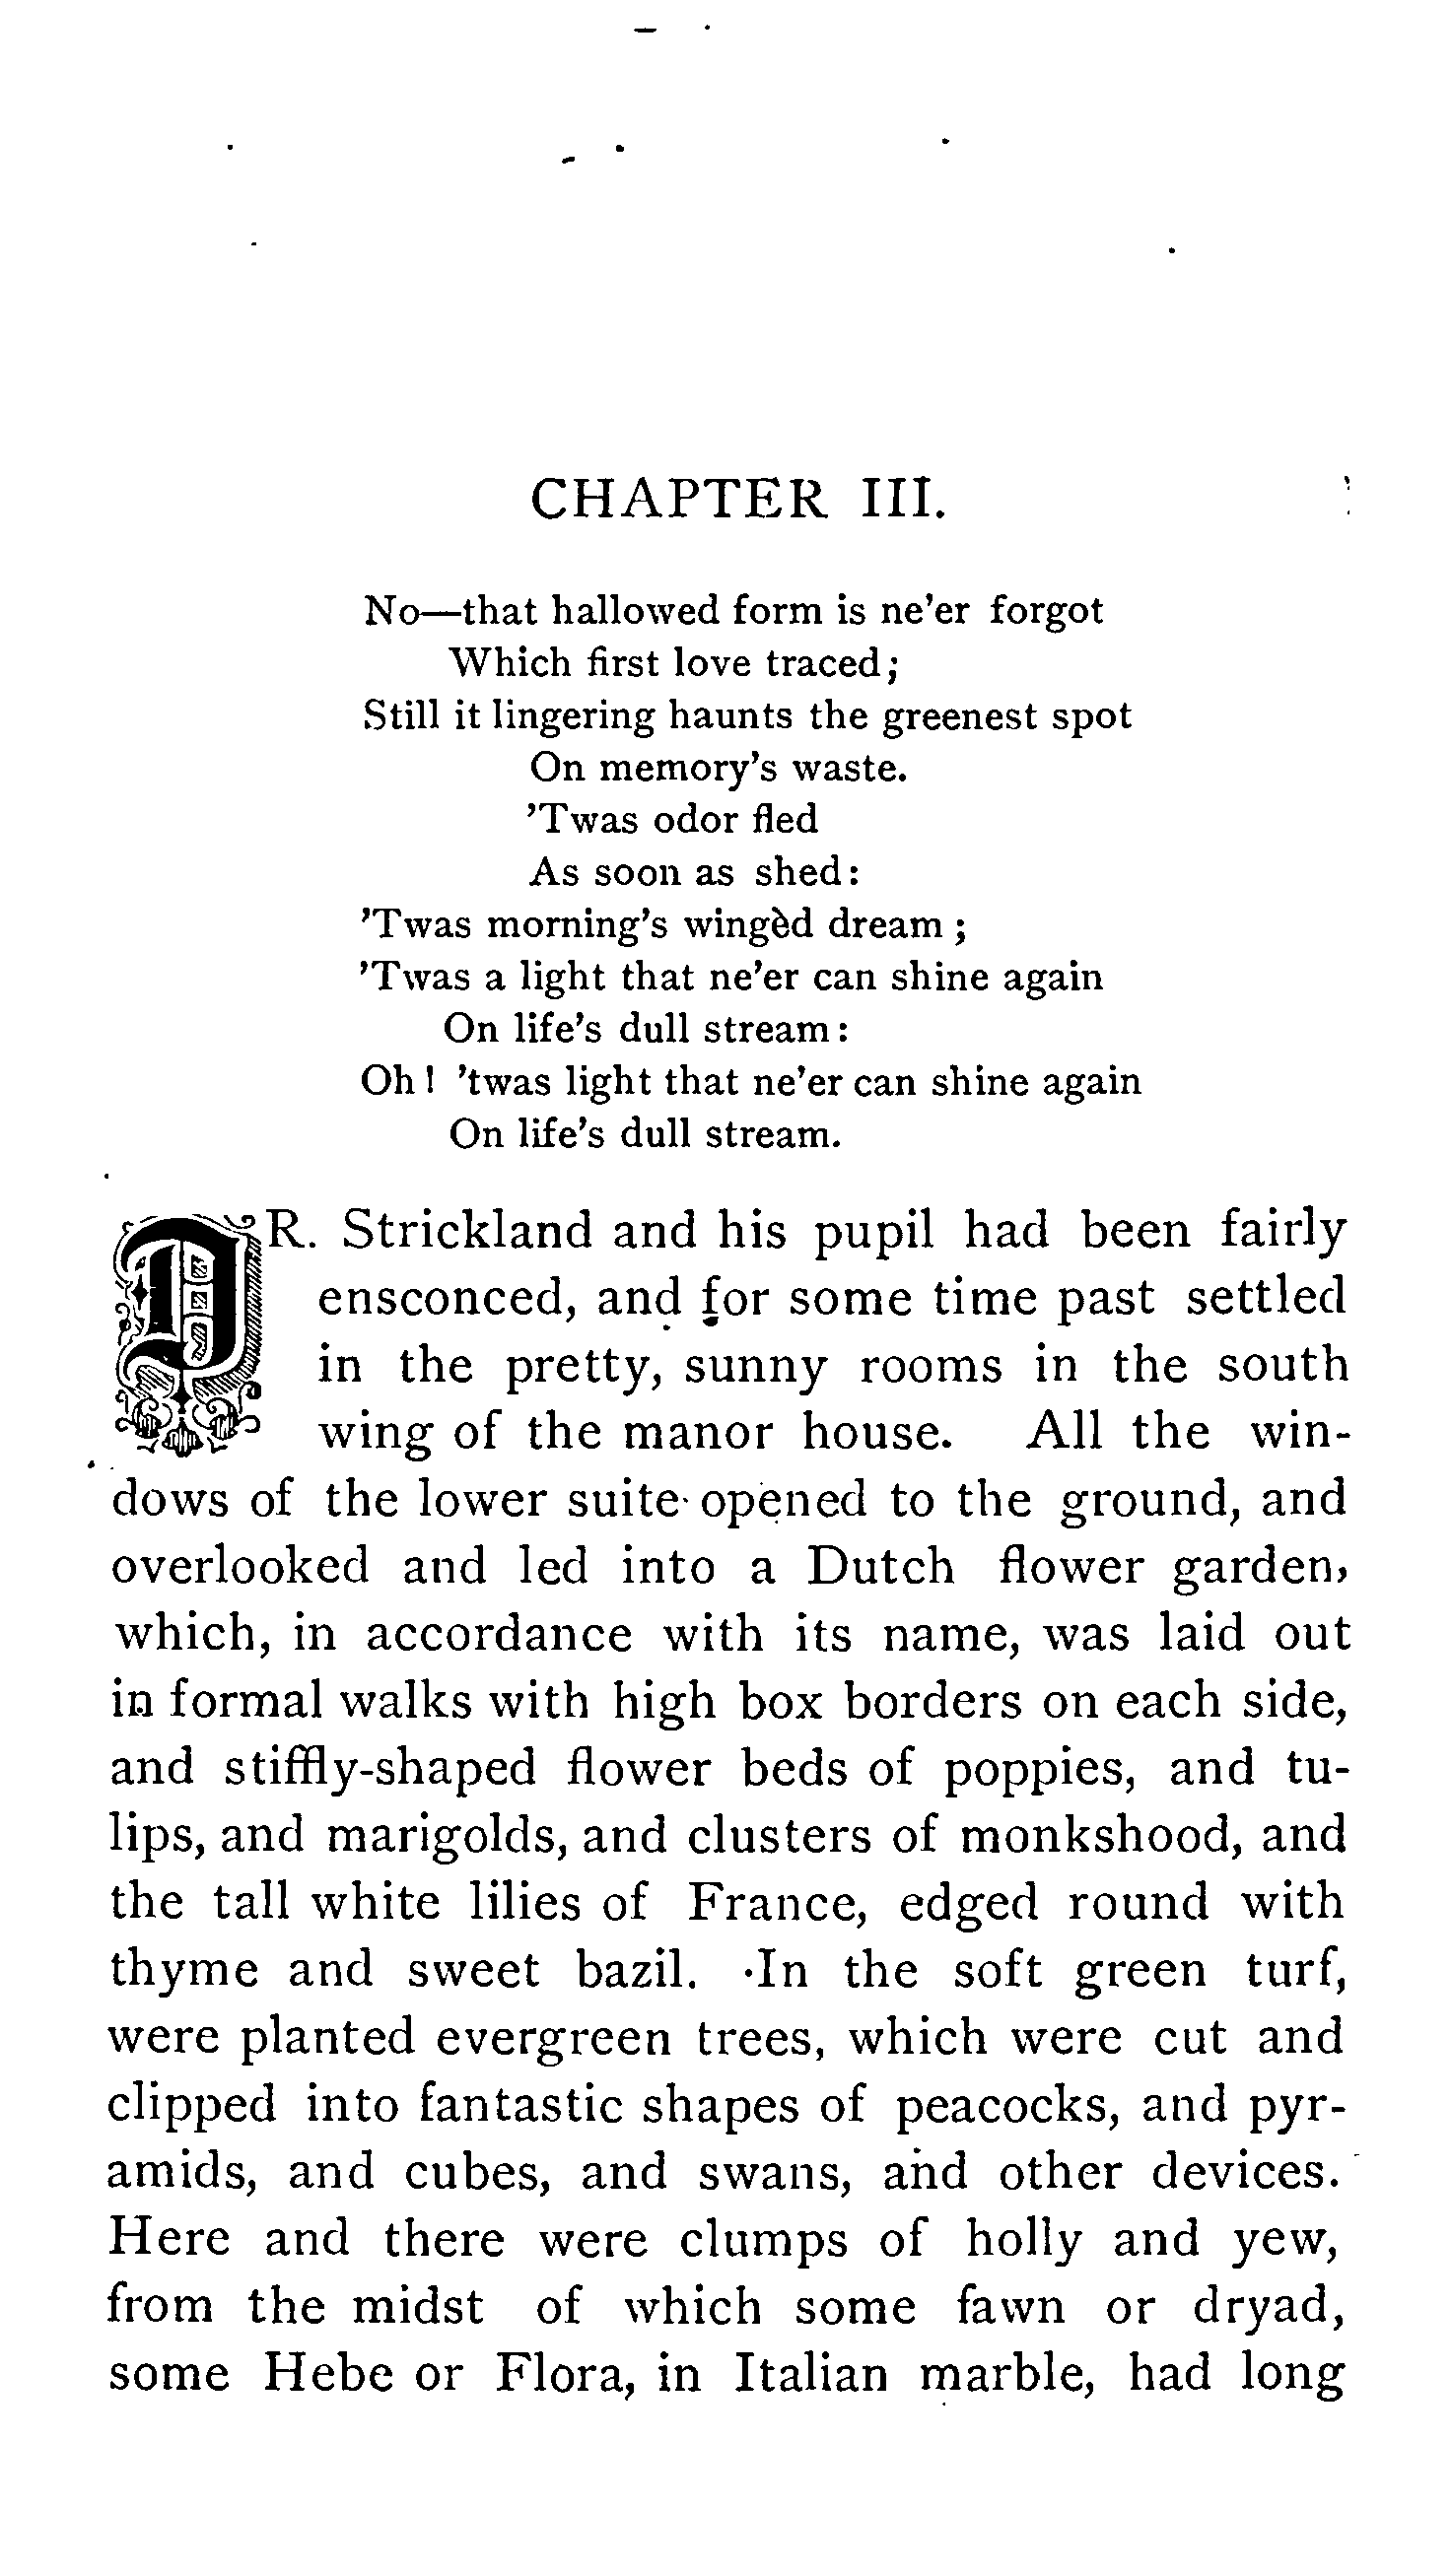 CHAPTER III.
No—that hallowed form is ne'er forgot
Which first love traced;
Still it lingering haunts the greenest spot
On memory's waste.
'Twas odor fled
As soon as shed:
'Twas morning's wingèd dream;
'Twas a light that ne'er can shine again
On life's dull stream:
Oh! 'twas light that ne'er can shine again
On life's dull stream.
DR. Strickland and his pupil had been fairly
ensconced, and for some time past settled
in the pretty, sunny rooms in the south
wing of the manor house. All the win-
dows of the lower suite opened to the ground, and
overlooked and led into a Dutch flower garden,
which, in accordance with its name, was laid out
in formal walks with high box borders on each side,
and stiffly-shaped flower beds of poppies, and tu-
lips, and marigolds, and clusters of monkshood, and
the tall white lilies of France, edged round with
thyme and sweet bazil. In the soft green turf,
were planted evergreen trees, which were cut and
clipped into fantastic shapes of peacocks, and pyr-
amids, and cubes, and swans, and other devices.
Here and there were clumps of holly and yew,
from the midst of which some fawn or dryad,
some Hebe or Flora, in Italian marble, had long